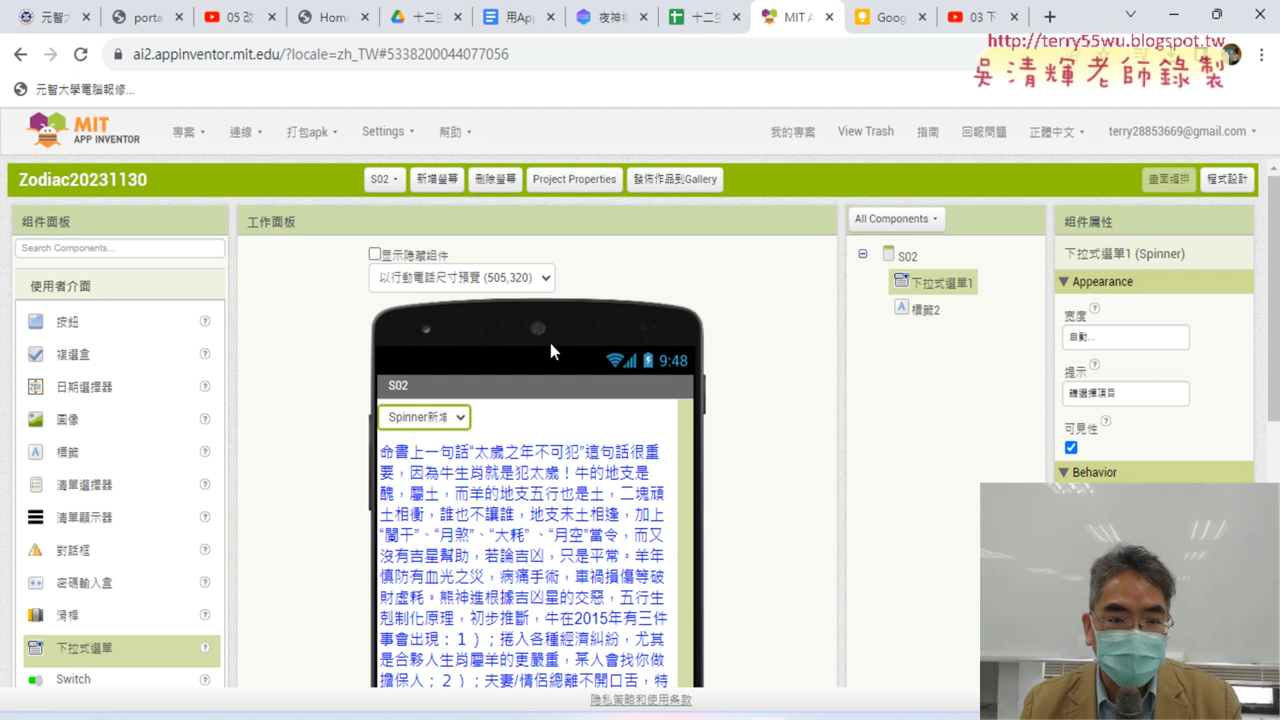 元智大
porta
05 改
Home
十二生
用App
夜神模
十二生
MIT A
Goog
03 下
ai2.appinventor.mit.edu/?locale=zh_TW#5338200044077056
http://terry55wu.blogspot.tw
吳清輝老師錄製
元智大學電腦報修...
MIT
APP INVENTOR
專案
連線
打包apk
Settings
幫助
我的專案
View Trash
指南
回報問題
正體中文
terry28853669@gmail.com
Zodiac20231130
S02
新增螢幕
刪除螢幕
Project Properties
發佈作品到Gallery
畫面編排
程式設計
组件面板
工作面板
All Components
组件属性
Search Components...
显示隐藏组件
S02
下拉式選單1 (Spinner)
使用者介面
以行動電話尺寸預覽 (505,320)
下拉式選單1
Appearance
標籤2
按鈕
宽度
自動...
複選盒
9:48
提示
日期選擇器
S02
請選擇項目
圖像
Spinner新增
可見性
標籤
命書上一句話“太歲之年不可犯”這句話很重
要，因為牛生肖就是犯太歲！牛的地支是
醜，屬土，而羊的地支五行也是土，二塊頑
土相衝，誰也不讓誰，地支未土相逢，加上
“闌干”、“月煞”、“大耗” 、“月空”當令，而又
沒有吉星幫助，若論吉凶，只是平常。羊年
慎防有血光之災，病痛手術，車禍損傷等破
財虛耗。熊神進根據吉凶星的交惡，五行生
剋制化原理，初步推斷，牛在2015年有三件
事會出現：１）；捲入各種經濟糾紛，尤其
是合夥人生肖屬羊的更嚴重，某人會找你做
擔保人；２）；夫妻/情侶總離不開口舌，特
Behavior
清單選擇器
清單顯示器
對話框
密碼輸入盒
滑桿
下拉式選單
Switch
隐私策略和使用条款